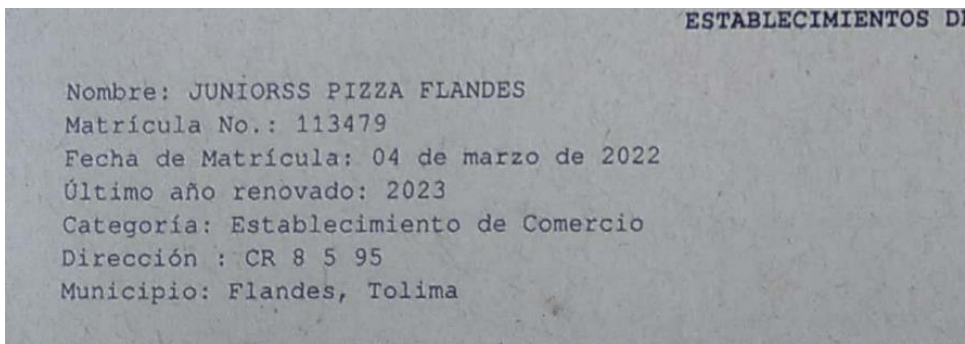 ESTABLECIMIENTOS
Nombre: JUNIORSS PIZZA FLANDES
Matrícula No.: 113479
Fecha de Matrícula: 04 de marzo de 2022
Último año renovado: 2023
Categoría: Establecimiento de Comercio
Dirección : CR 8 5 95
Municipio: Flandes, Tolima